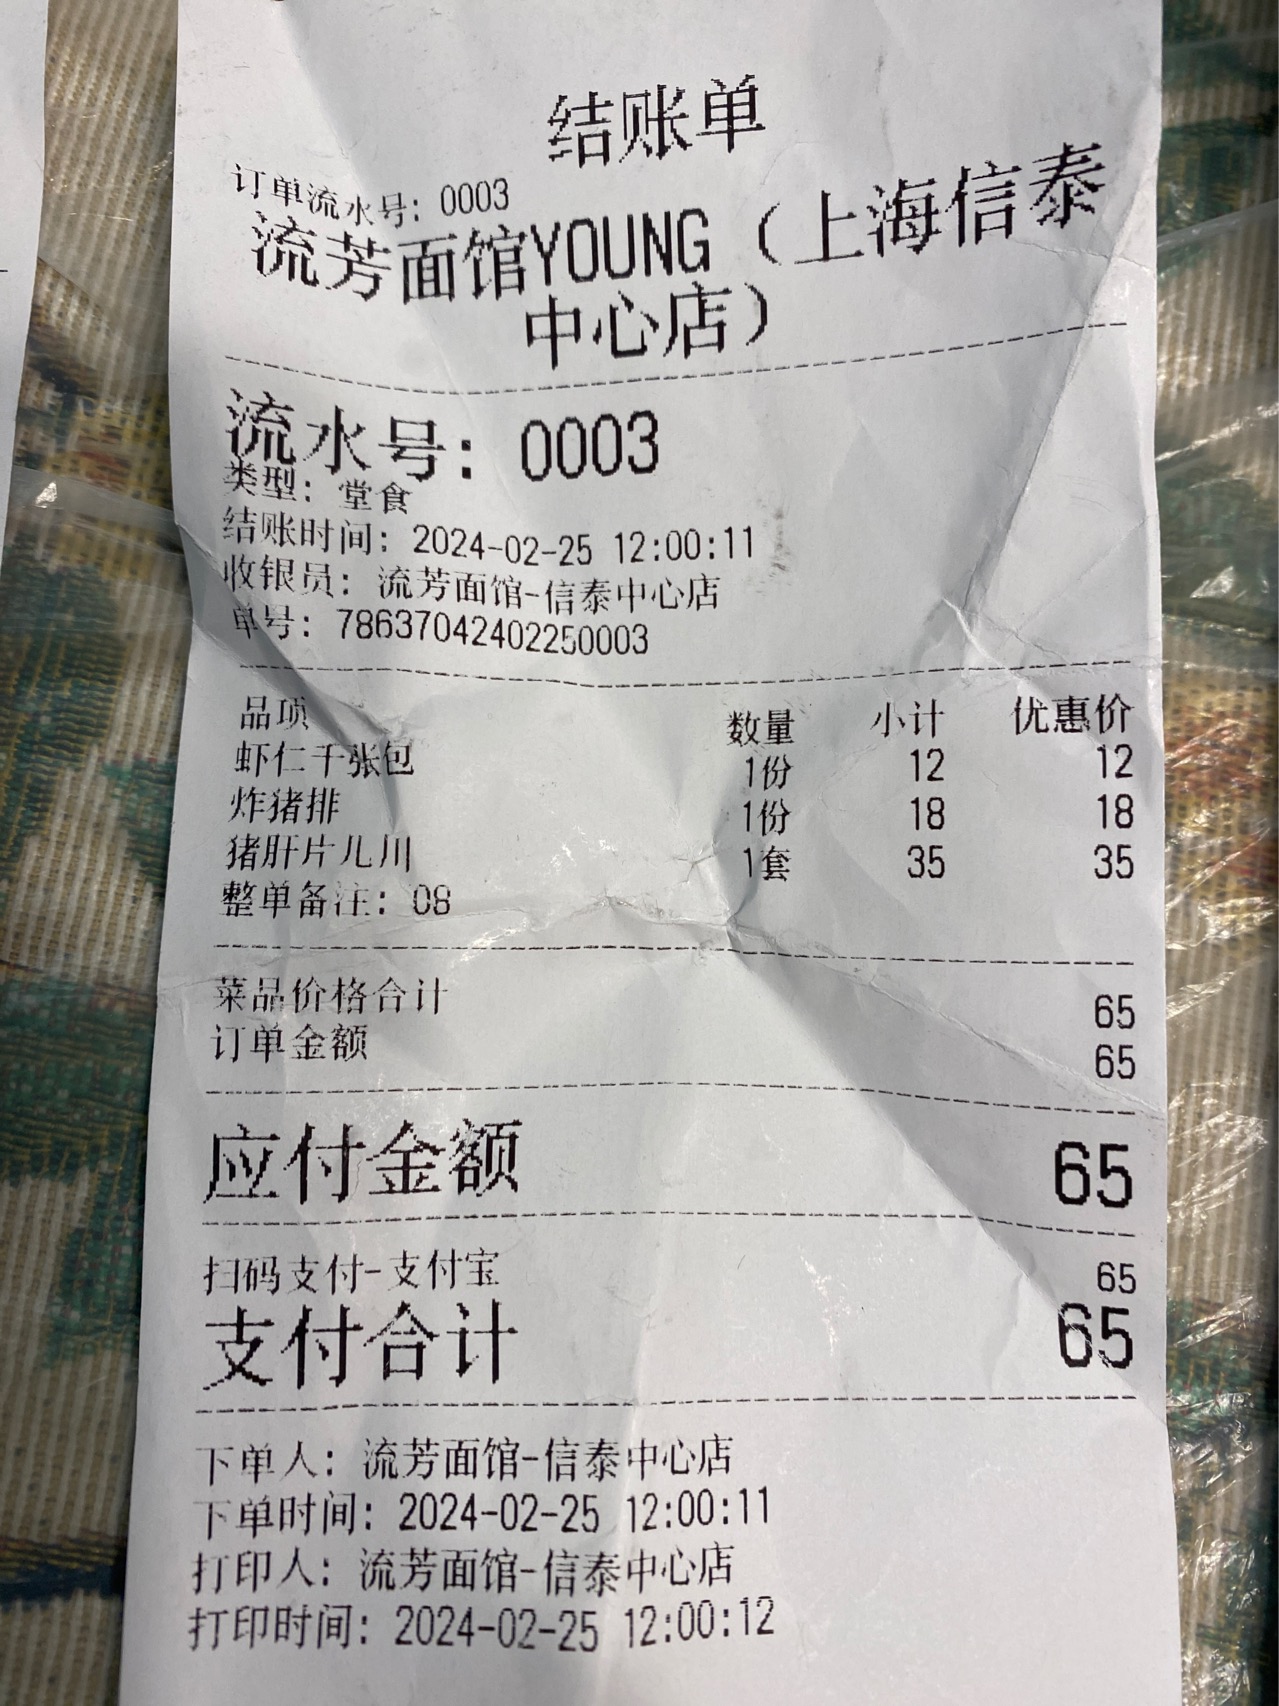 结账单
订单流水号: 0003
流芳面馆YOUNG（上海信泰
中心店）
流水号: 0003
类型: 堂食
结账时间: 2024-02-25 12:00:11
收银员: 流芳面馆-信泰中心店
单号: 78637042402250003
品项 数量 小计 优惠价
虾仁千张包 1份 12 12
炸猪排 1份 18 18
猪肝片儿川 1套 35 35
整单备注: 08
菜品价格合计 65
订单金额 65
应付金额 65
扫码支付-支付宝 65
支付合计 65
下单人: 流芳面馆-信泰中心店
下单时间: 2024-02-25 12:00:11
打印人: 流芳面馆-信泰中心店
打印时间: 2024-02-25 12:00:12